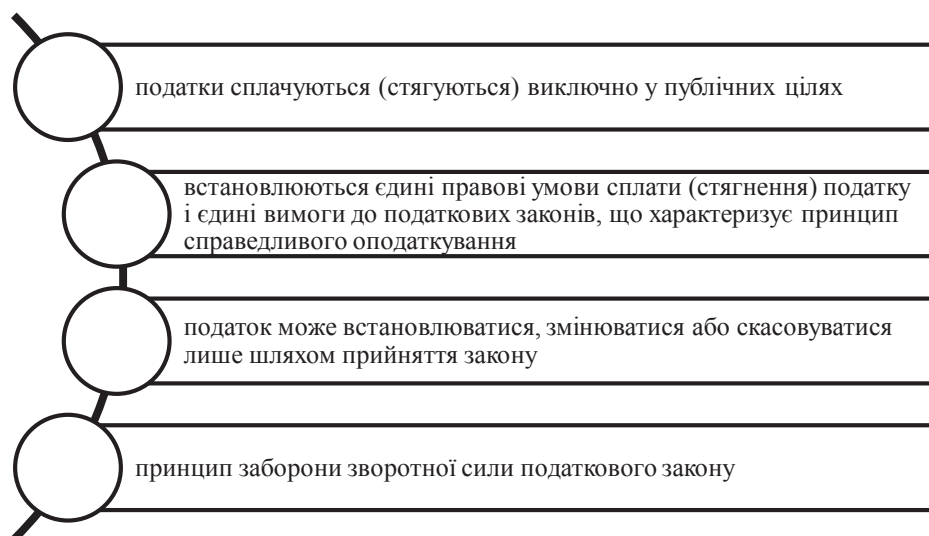 податки сплачуються (стягуються) виключно у публічних цілях
встановлюються єдині правові умови сплати (стягнення) податку
і єдині вимоги до податкових законів, що характеризує принцип
справедливого оподаткування
податок може встановлюватися, змінюватися або скасовуватися
лише шляхом прийняття закону
принцип заборони зворотної сили податкового закону